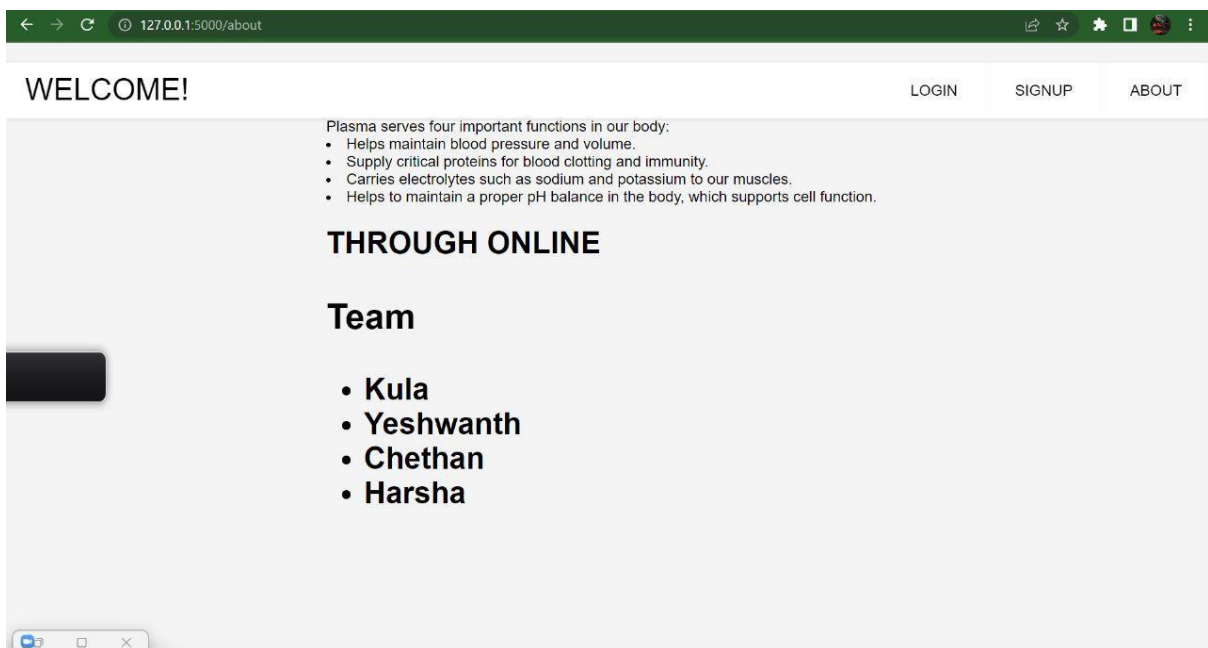 127.0.0.1:5000/about
WELCOME!
LOGIN SIGNUP ABOUT
Plasma serves four important functions in our body:
• Helps maintain blood pressure and volume.
• Supply critical proteins for blood clotting and immunity.
• Carries electrolytes such as sodium and potassium to our muscles.
• Helps to maintain a proper pH balance in the body, which supports cell function.
THROUGH ONLINE
Team
• Kula
• Yeshwanth
• Chethan
• Harsha